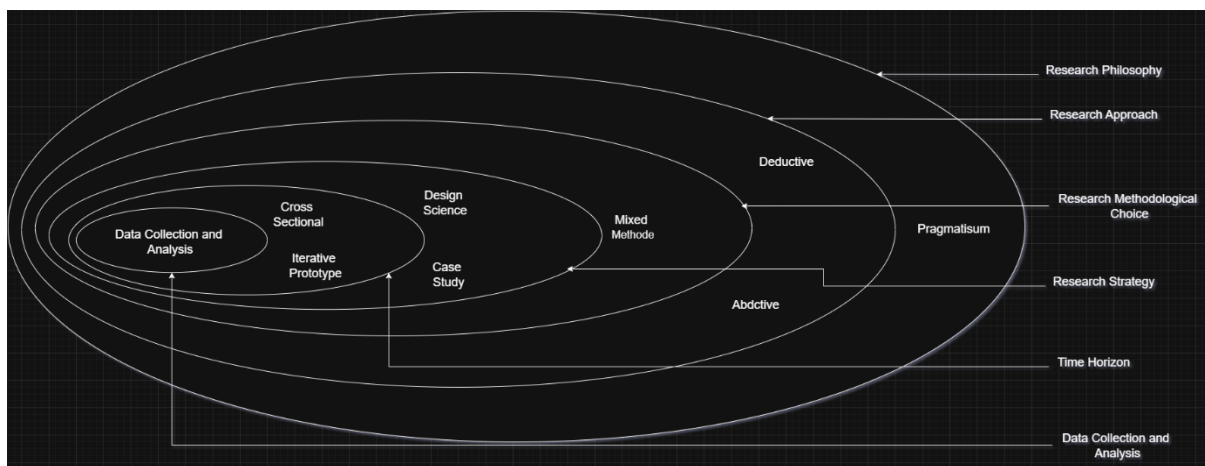 Research Philosophy
Research Approach
Deductive
Design
Science
Research Methodological
Choice
Cross
Sectional
Mixed
Methode
Pragmatisum
Data Collection and
Analysis
Iterative
Prototype
Case
Study
Research Strategy
Abdctive
Time Horizon
Data Collection and
Analysis